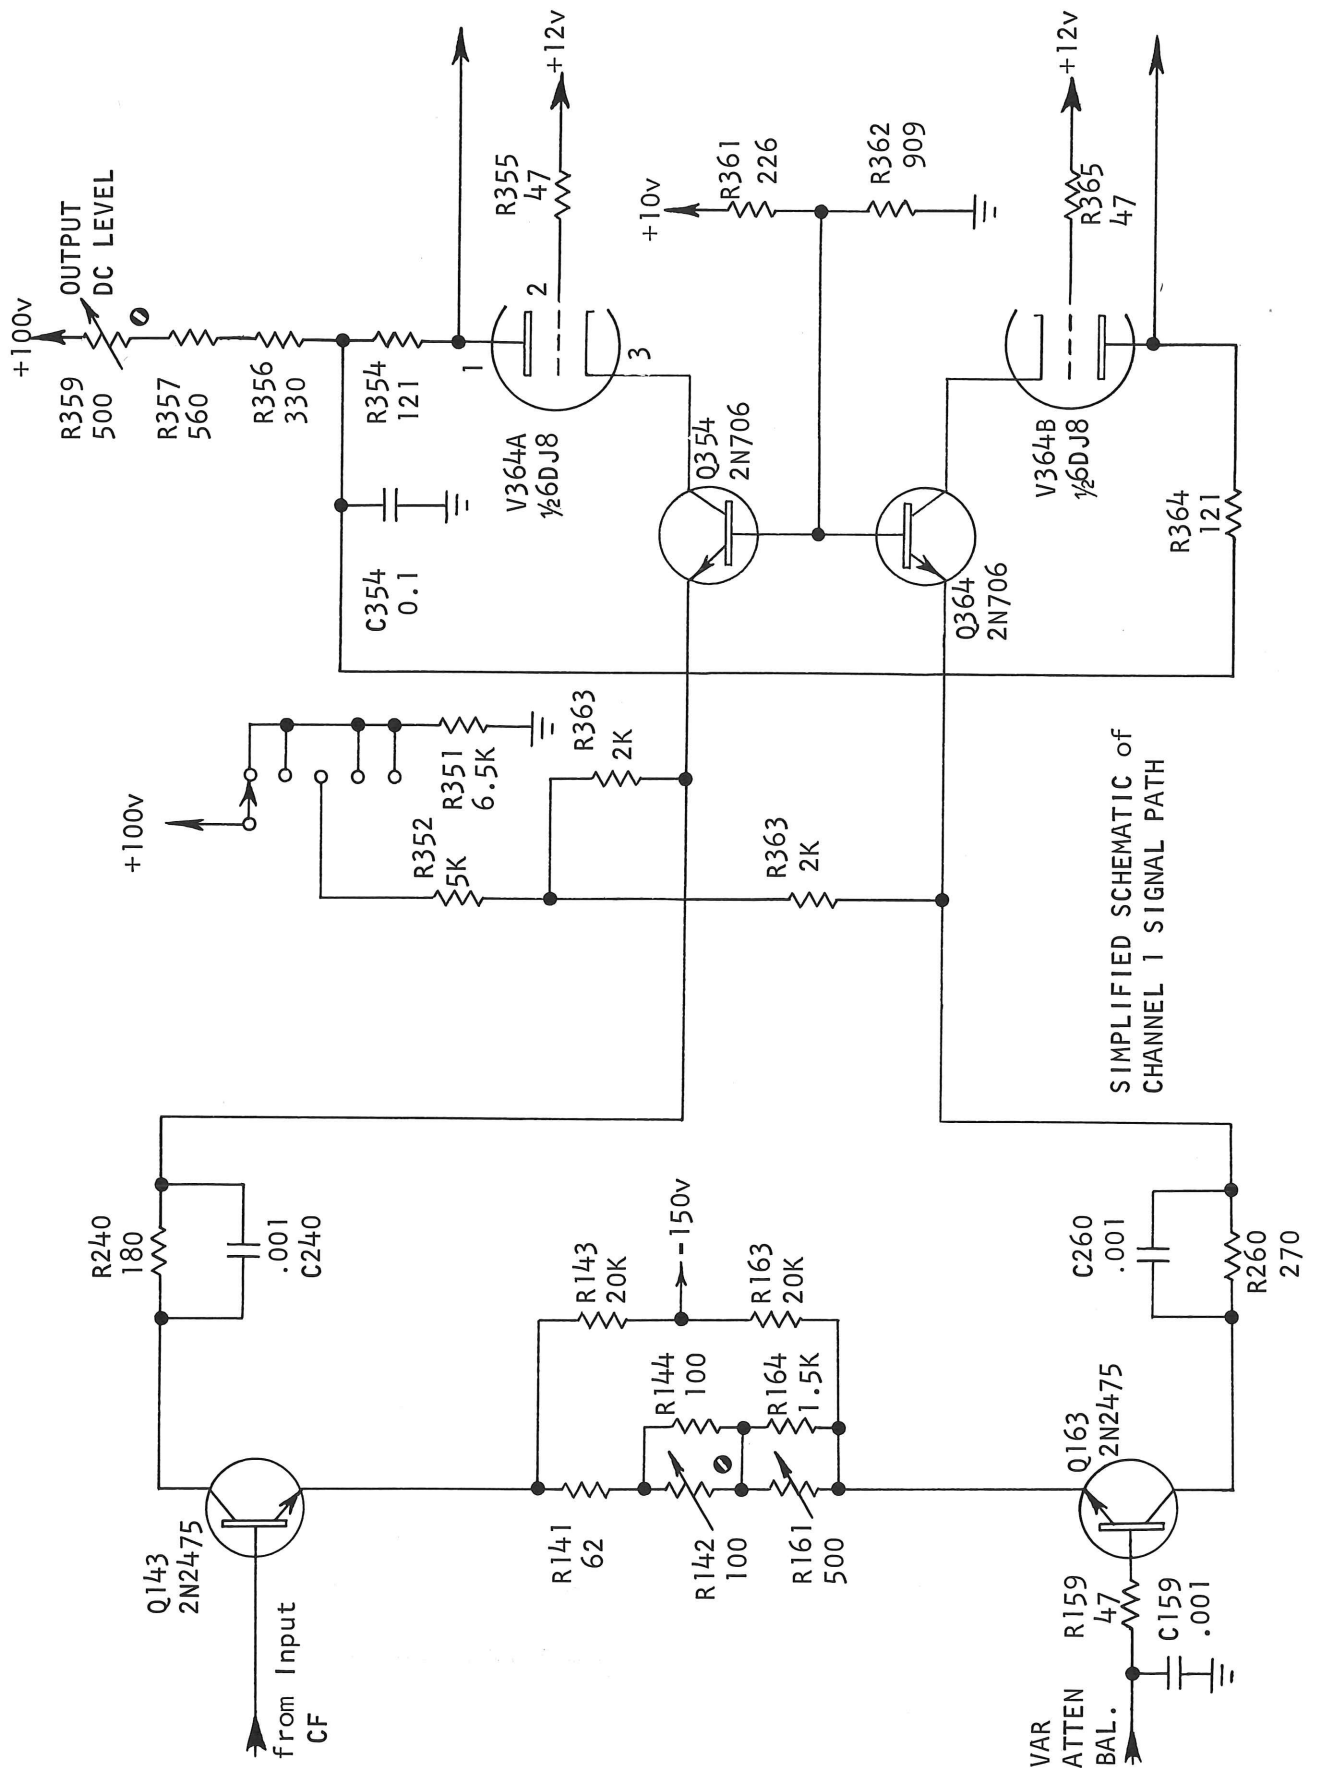 Q143
2N2475
from Input
CF
R240
180
.001
C240
R141
62
R142
100
R161
500
R144
100
R164
1.5K
R143
20K
R163
20K
-150v
VAR
ATTEN
BAL.
R159
47
C159
.001
Q163
2N2475
C260
.001
R260
270
+100v
R352
5K
R351
6.5K
R363
2K
R363
2K
SIMPLIFIED SCHEMATIC of
CHANNEL 1 SIGNAL PATH
+100v
OUTPUT
DC LEVEL
R359
500
R357
560
R356
330
R354
121
C354
0.1
1
2
3
V364A
½6DJ8
R355
47
+12v
Q354
2N706
+10v
R361
226
R362
909
Q364
2N706
V364B
½6DJ8
R365
47
+12v
R364
121